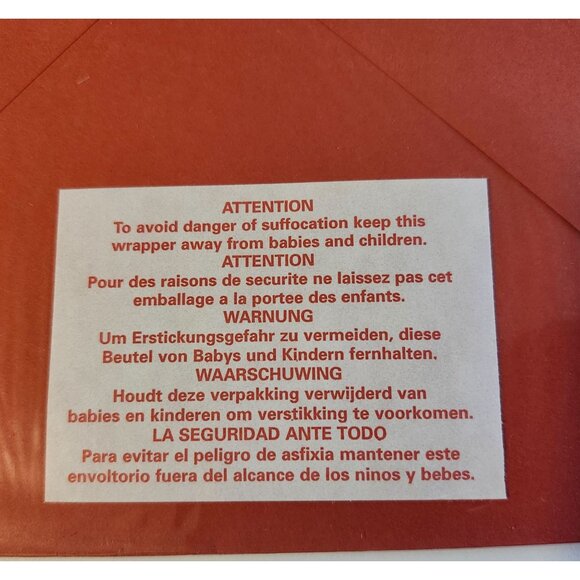 ATTENTION
To avoid danger of suffocation keep this
wrapper away from babies and children.
ATTENTION
Pour des raisons de securite ne laissez pas cet
emballage a la portee des enfants.
WARNUNG
Um Erstickungsgefahr zu vermeiden, diese
Beutel von Babys und Kindern fernhalten.
WAARSCHUWING
Houdt deze verpakking verwijderd van
babies en kinderen om verstikking te voorkomen.
LA SEGURIDAD ANTE TODO
Para evitar el peligro de asfixia mantener este
envoltorio fuera del alcance de los ninos y bebes.